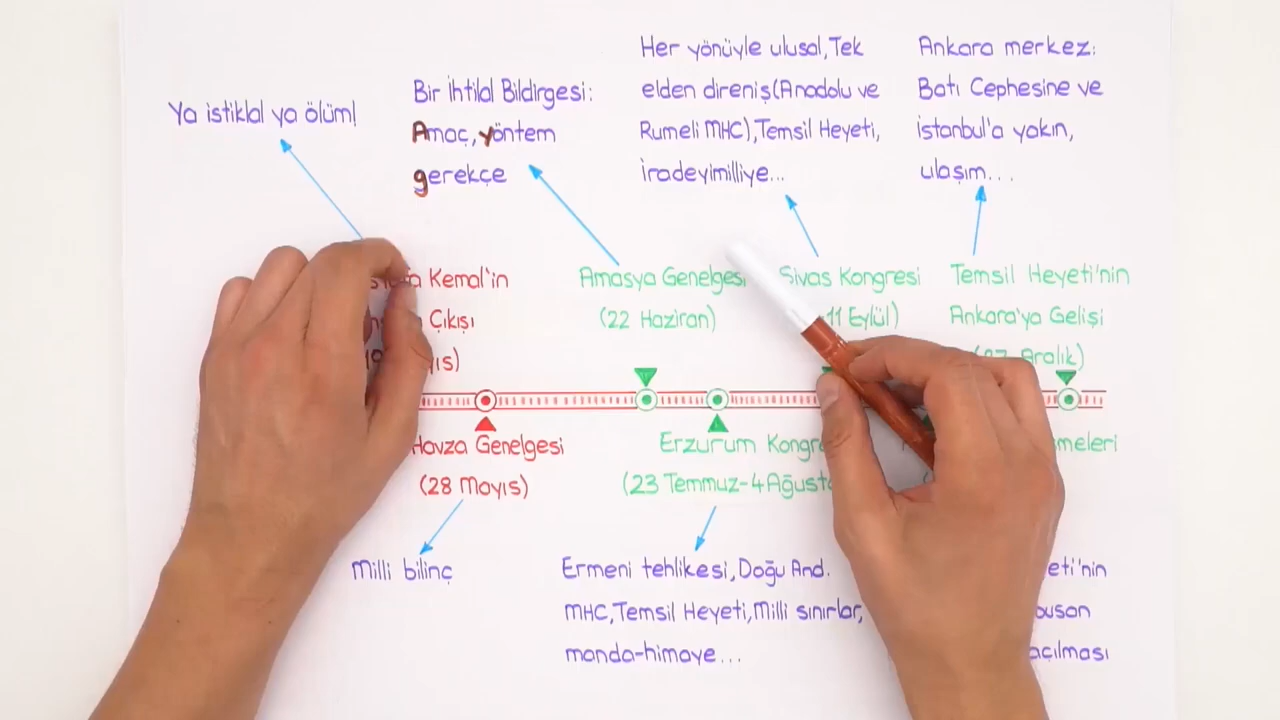 Ya istiklal ya ölüm!
Bir İhtilal Bildirgesi:
Amaç, yöntem
gerekçe
Her yönüyle ulusal, Tek
elden direniş (Anadolu ve
Rumeli MHC), Temsil Heyeti,
iradeyimilliye...
Ankara merkez:
Batı Cephesine ve
İstanbul'a yakın,
ulaşım...
Kemal'in
Çıkışı
Amasya Genelgesi
(22 Haziran)
Sivas Kongresi
11 Eylül)
Temsil Heyeti'nin
Ankara'ya Gelişi
Aralık)
Havza Genelgesi
(28 Mayıs)
Erzurum
(23 Temmuz-4
Milli bilinç
Ermeni tehlikesi, Doğu And.
MHC, Temsil Heyeti, Milli sınırlar,
manda-himaye...
açılması